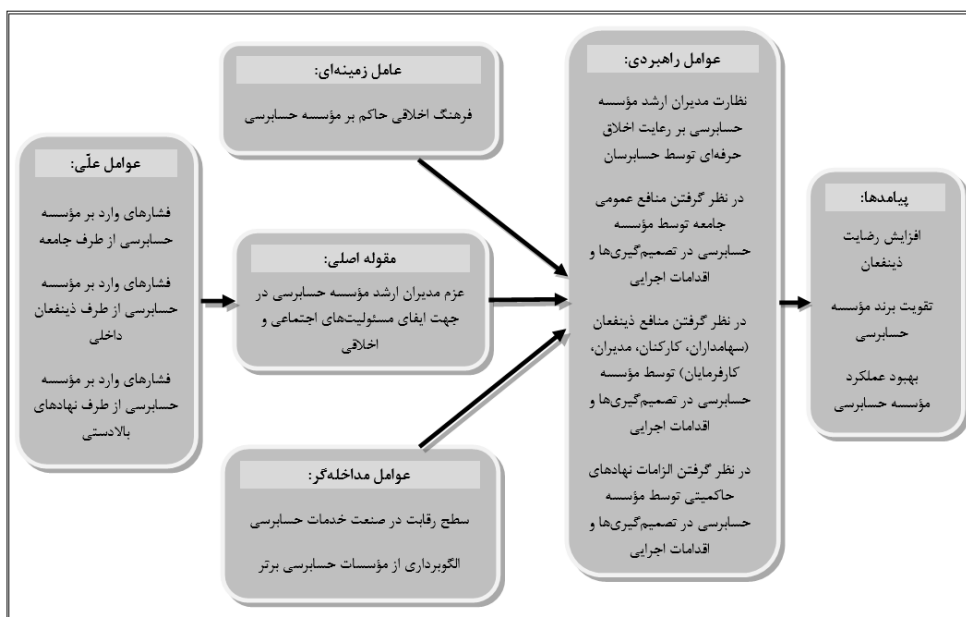 عوامل علّی:
فشارهای وارد بر مؤسسه
حسابرسی از طرف جامعه
فشارهای وارد بر مؤسسه
حسابرسی از طرف ذینفعان
داخلی
فشارهای وارد بر مؤسسه
حسابرسی از طرف نهادهای
بالادستی
عامل زمینه‌ای:
فرهنگ اخلاقی حاکم بر مؤسسه حسابرسی
مقوله اصلی:
عزم مدیران ارشد مؤسسه حسابرسی در
جهت ایفای مسئولیت‌های اجتماعی و
اخلاقی
عوامل مداخله‌گر:
سطح رقابت در صنعت خدمات حسابرسی
الگوبرداری از مؤسسات حسابرسی برتر
عوامل راهبردی:
نظارت مدیران ارشد مؤسسه
حسابرسی بر رعایت اخلاق
حرفه‌ای توسط حسابرسان
در نظر گرفتن منافع عمومی
جامعه توسط مؤسسه
حسابرسی در تصمیم‌گیری‌ها و
اقدامات اجرایی
در نظر گرفتن منافع ذینفعان
(سهامداران، کارکنان، مدیران،
کارفرمایان) توسط مؤسسه
حسابرسی در تصمیم‌گیری‌ها و
اقدامات اجرایی
در نظر گرفتن الزامات نهادهای
حاکمیتی توسط مؤسسه
حسابرسی در تصمیم‌گیری‌ها و
اقدامات اجرایی
پیامدها:
افزایش رضایت
ذینفعان
تقویت برند مؤسسه
حسابرسی
بهبود عملکرد
مؤسسه حسابرسی